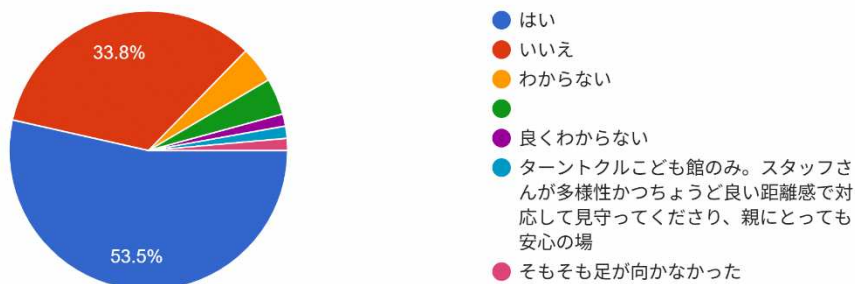 33.8%
53.5%
はい
いいえ
わからない
良くわからない
ターントクルこども館のみ。スタッフさ
んが多様性かつちょうど良い距離感で対
応して見守ってくださり、親にとっても
安心の場
そもそも足が向かなかった